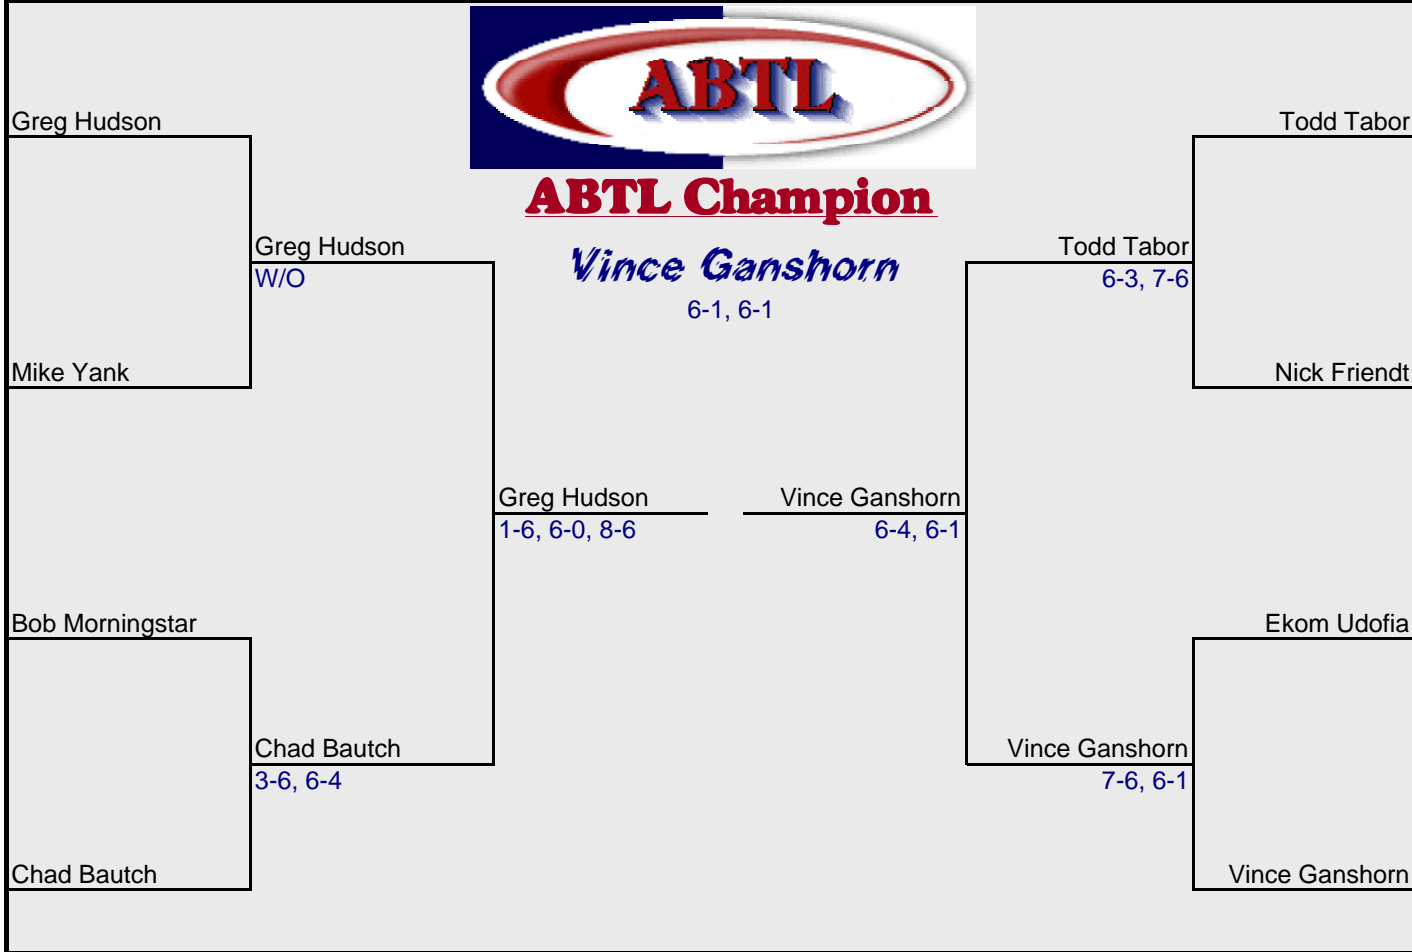 ABTL
Greg Hudson
Todd Tabor
ABTL Champion
Greg Hudson
Vince Ganshorn
Todd Tabor
W/O
6-3, 7-6
6-1, 6-1
Mike Yank
Nick Friendt
Greg Hudson
Vince Ganshorn
1-6, 6-0, 8-6
6-4, 6-1
Bob Morningstar
Ekom Udofia
Chad Bautch
Vince Ganshorn
3-6, 6-4
7-6, 6-1
Chad Bautch
Vince Ganshorn